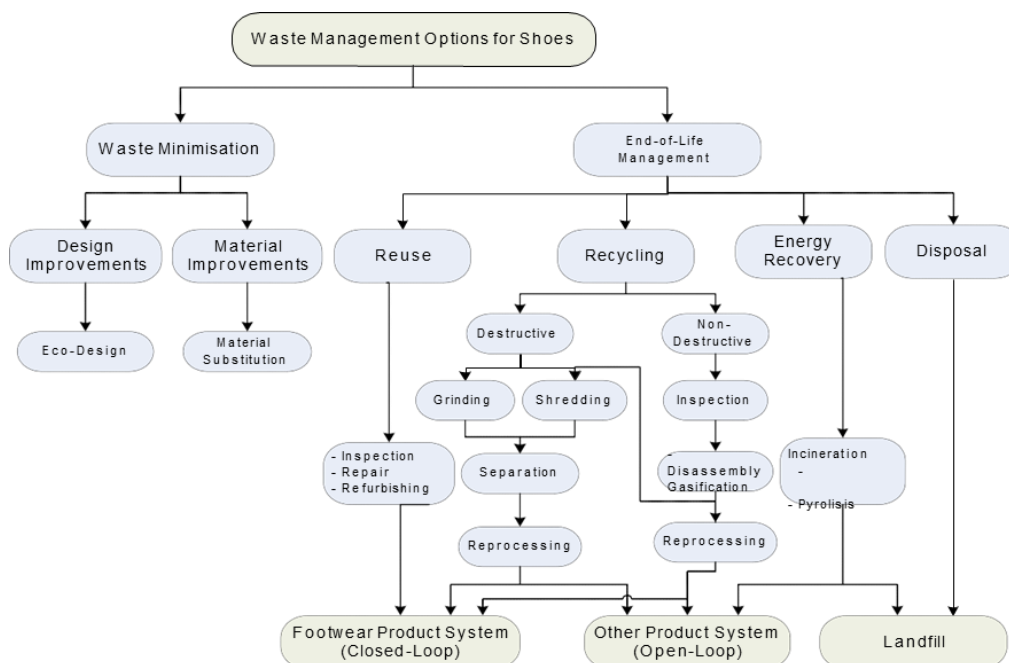 Waste Management Options for Shoes
Waste Minimisation
End-of-Life
Management
Design
Improvements
Material
Improvements
Reuse
Recycling
Energy
Recovery
Disposal
Eco-Design
Material
Substitution
Destructive
Non-
Destructive
Grinding
Shredding
Inspection
- Inspection
- Repair
- Refurbishing
Separation
-
Disassembly
Gasification
Incineration
-
- Pyrolisis
Reprocessing
Reprocessing
Footwear Product System
(Closed-Loop)
Other Product System
(Open-Loop)
Landfill